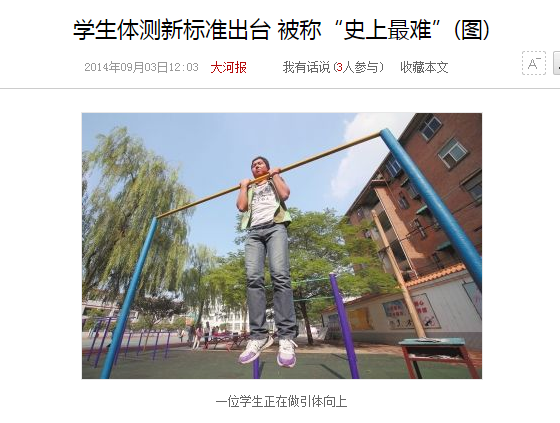 学生体测新标准出台 被称“史上最难”(图)
2014年09月03日12:03 大河报 我有话说(3人参与) 收藏本文
A-
一位学生正在做引体向上